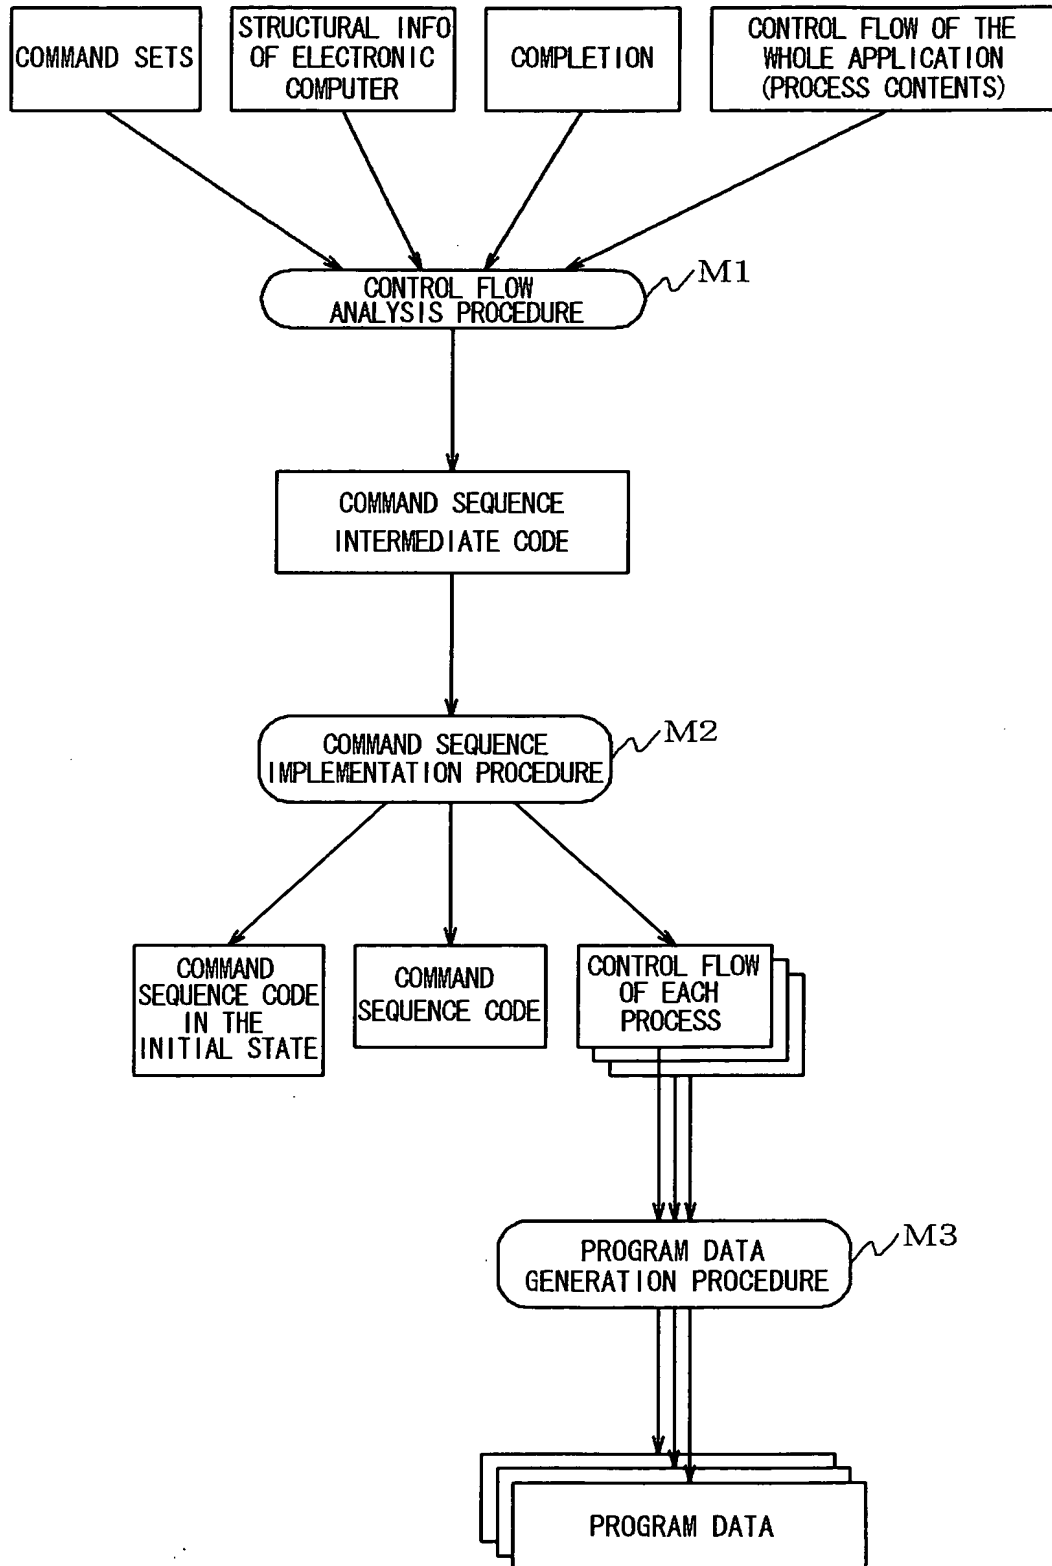 COMMAND SETS
STRUCTURAL INFO
OF ELECTRONIC
COMPUTER
COMPLETION
CONTROL FLOW OF THE
WHOLE APPLICATION
(PROCESS CONTENTS)
CONTROL FLOW
ANALYSIS PROCEDURE
M1
COMMAND SEQUENCE
INTERMEDIATE CODE
COMMAND SEQUENCE
IMPLEMENTATION PROCEDURE
M2
COMMAND
SEQUENCE CODE
IN THE
INITIAL STATE
COMMAND
SEQUENCE CODE
CONTROL FLOW
OF EACH
PROCESS
PROGRAM DATA
GENERATION PROCEDURE
M3
PROGRAM DATA